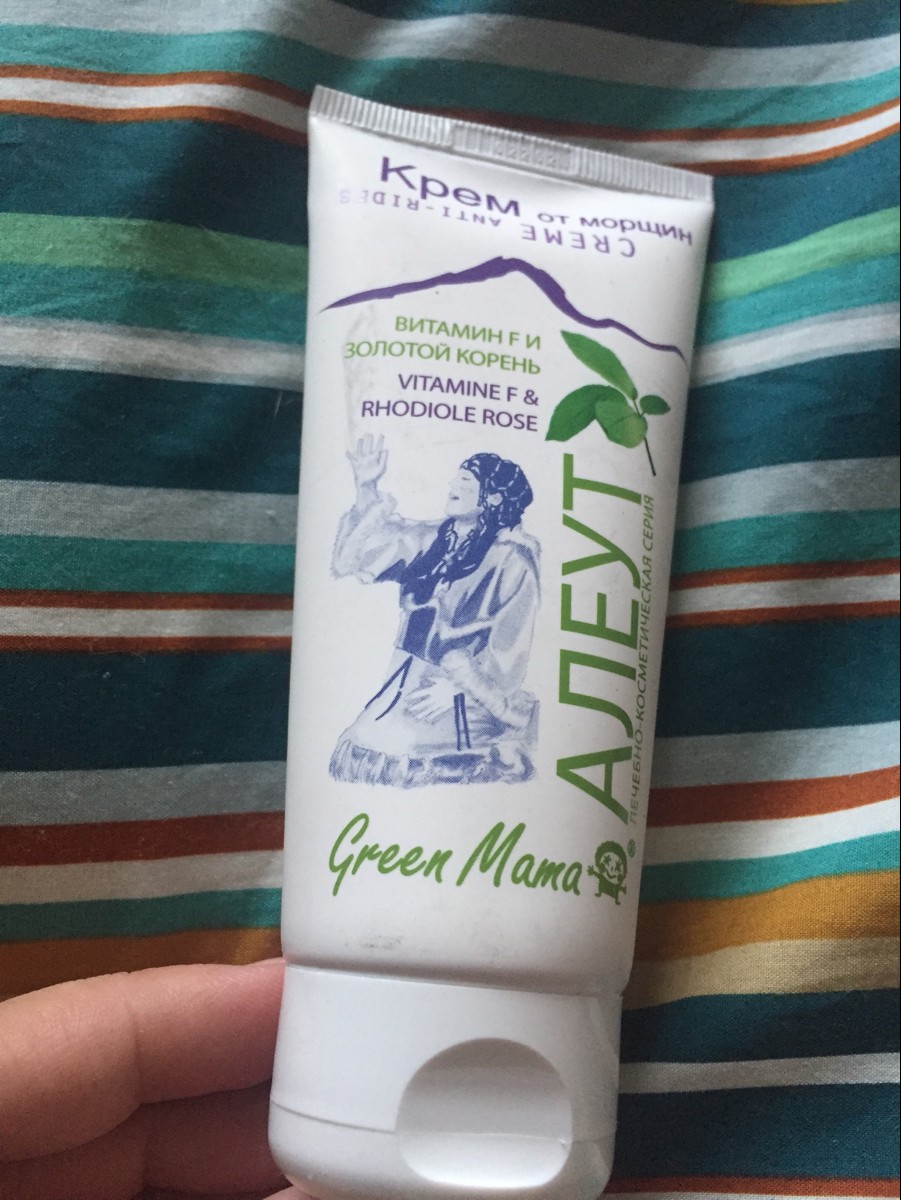 Крем от морщин
CREME ANTI-RIDES
ВИТАМИН F И
ЗОЛОТОЙ КОРЕНЬ
VITAMINE F &
RHODIOLE ROSE
АЛЕУТ
ЛЕЧЕБНО-КОСМЕТИЧЕСКАЯ СЕРИЯ
Green Mama ®